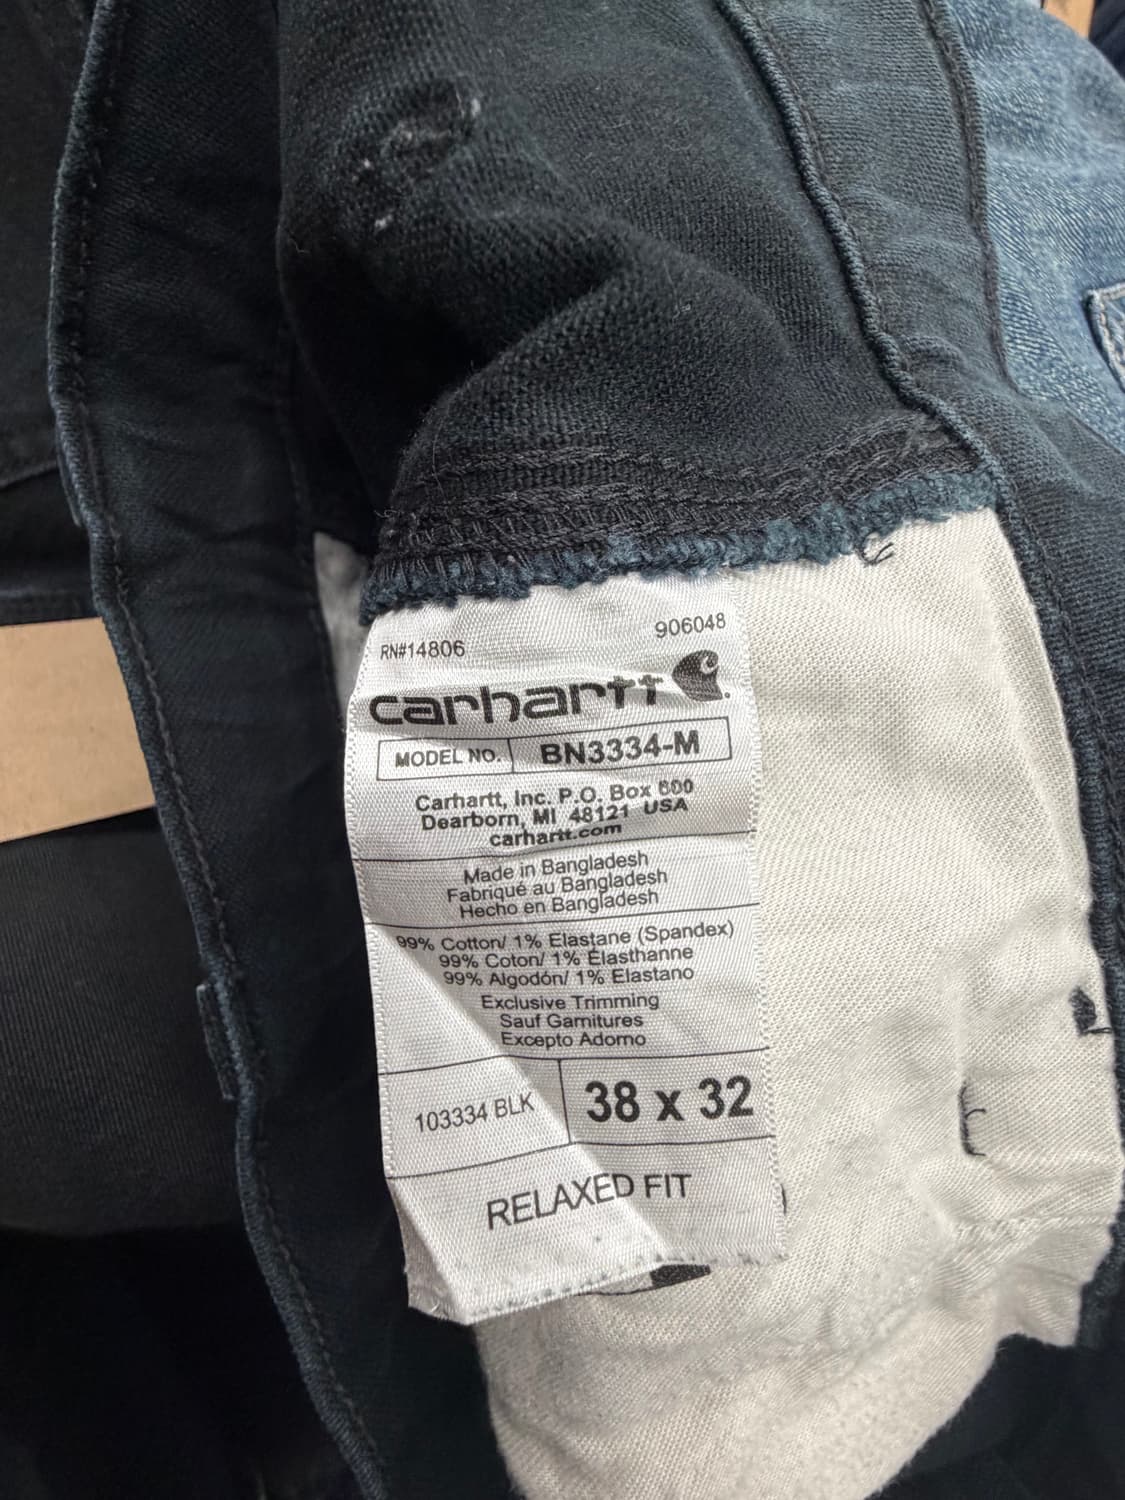 RN#14806 906048
carhartt
MODEL NO. BN3334-M
Carhartt, Inc. P.O. Box 600
Dearborn, MI 48121 USA
carhartt.com
Made in Bangladesh
Fabriqué au Bangladesh
Hecho en Bangladesh
99% Cotton/ 1% Elastane (Spandex)
99% Coton/ 1% Élasthanne
99% Algodón/ 1% Elastano
Exclusive Trimming
Sauf Garnitures
Excepto Adorno
103334 BLK 38 x 32
RELAXED FIT